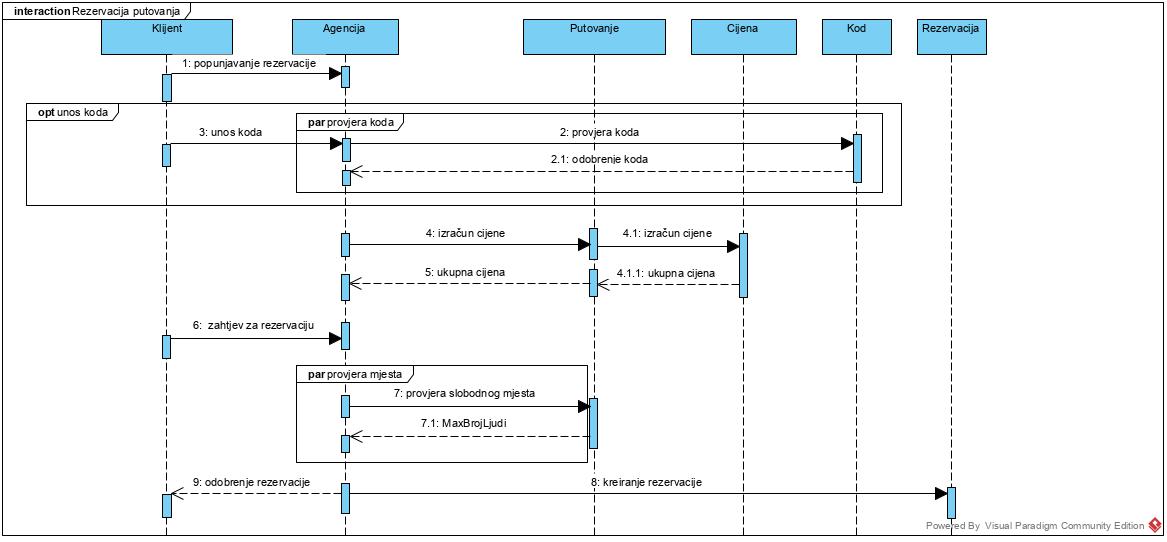 interaction Rezervacija putovanja
Klijent
Agencija
Putovanje
Cijena
Kod
Rezervacija
1: popunjavanje rezervacije
opt unos koda
par provjera koda
3: unos koda
2: provjera koda
2.1: odobrenje koda
4: izračun cijene
4.1: izračun cijene
5: ukupna cijena
4.1.1: ukupna cijena
6: zahtjev za rezervaciju
par provjera mjesta
7: provjera slobodnog mjesta
7.1: MaxBrojLjudi
9: odobrenje rezervacije
8: kreiranje rezervacije
Powered By Visual Paradigm Community Edition